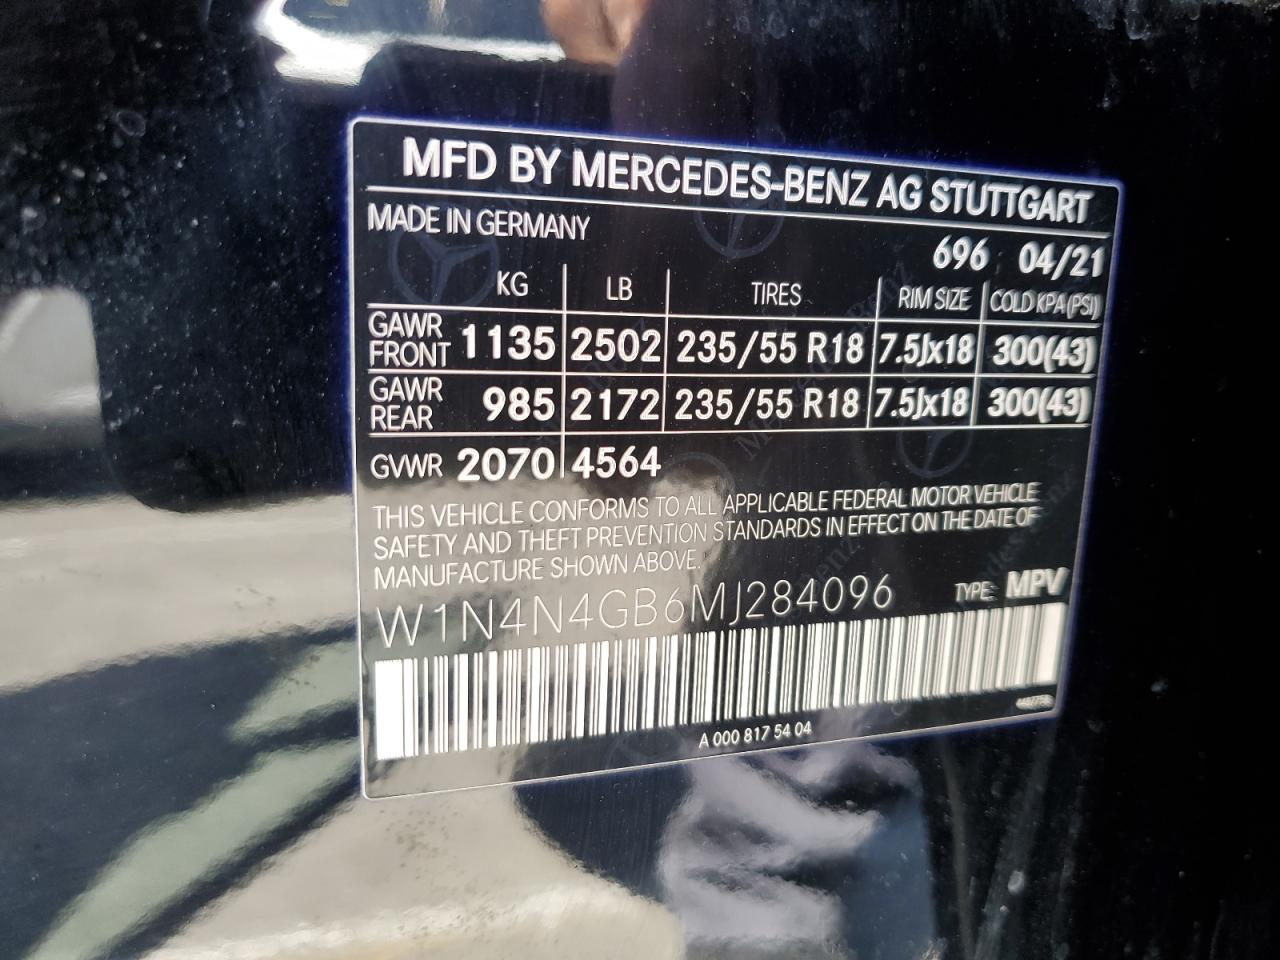 MFD BY MERCEDES-BENZ AG STUTTGART
MADE IN GERMANY
696 04/21
KG LB TIRES RIM SIZE COLD KPA (PSI)
GAWR FRONT 1135 2502 235/55 R18 7.5Jx18 300(43)
GAWR REAR 985 2172 235/55 R18 7.5Jx18 300(43)
GVWR 2070 4564
THIS VEHICLE CONFORMS TO ALL APPLICABLE FEDERAL MOTOR VEHICLE
SAFETY AND THEFT PREVENTION STANDARDS IN EFFECT ON THE DATE OF
MANUFACTURE SHOWN ABOVE.
W1N4N4GB6MJ284096 TYPE: MPV
A 000 817 54 04